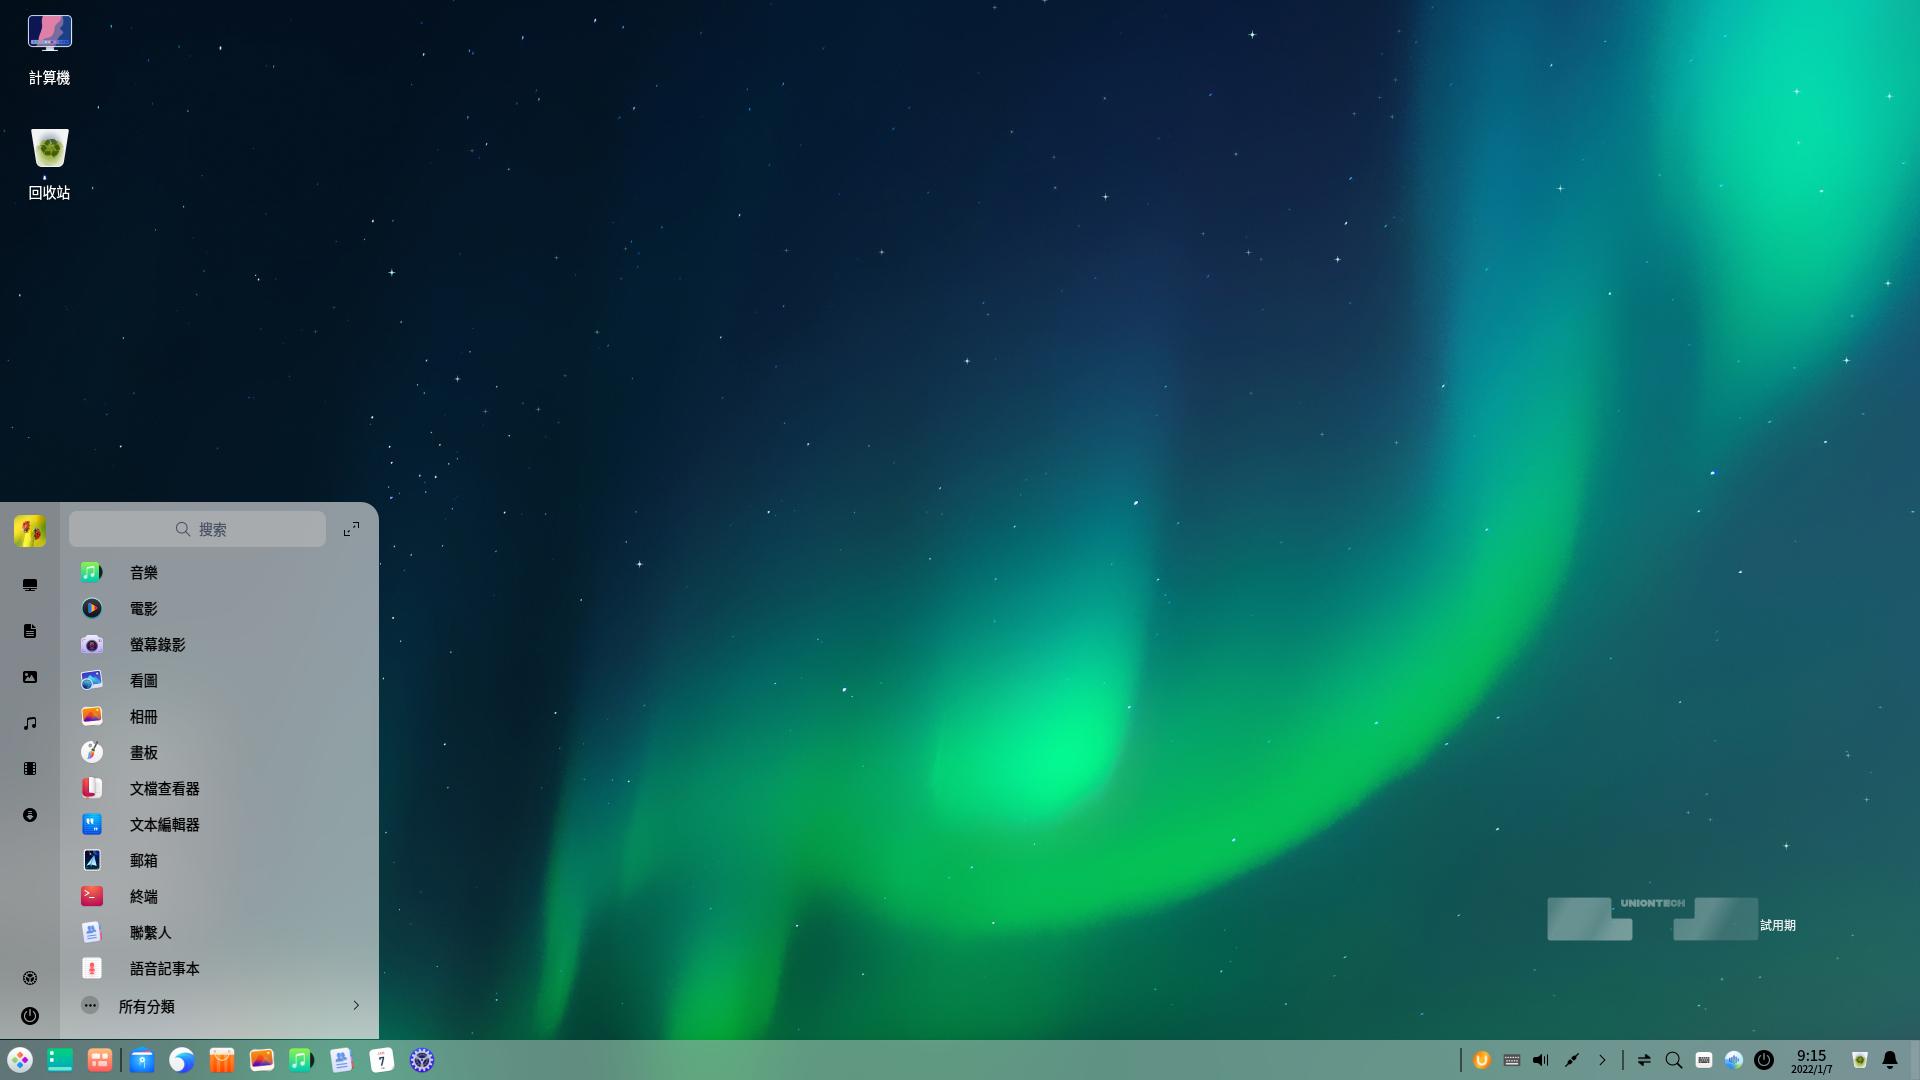 計算機
回收站
搜索
音樂
電影
螢幕錄影
看圖
相冊
畫板
文檔查看器
文本編輯器
郵箱
終端
聯繫人
語音記事本
所有分類
UNIONTECH
試用期
7
9:15
2022/1/7